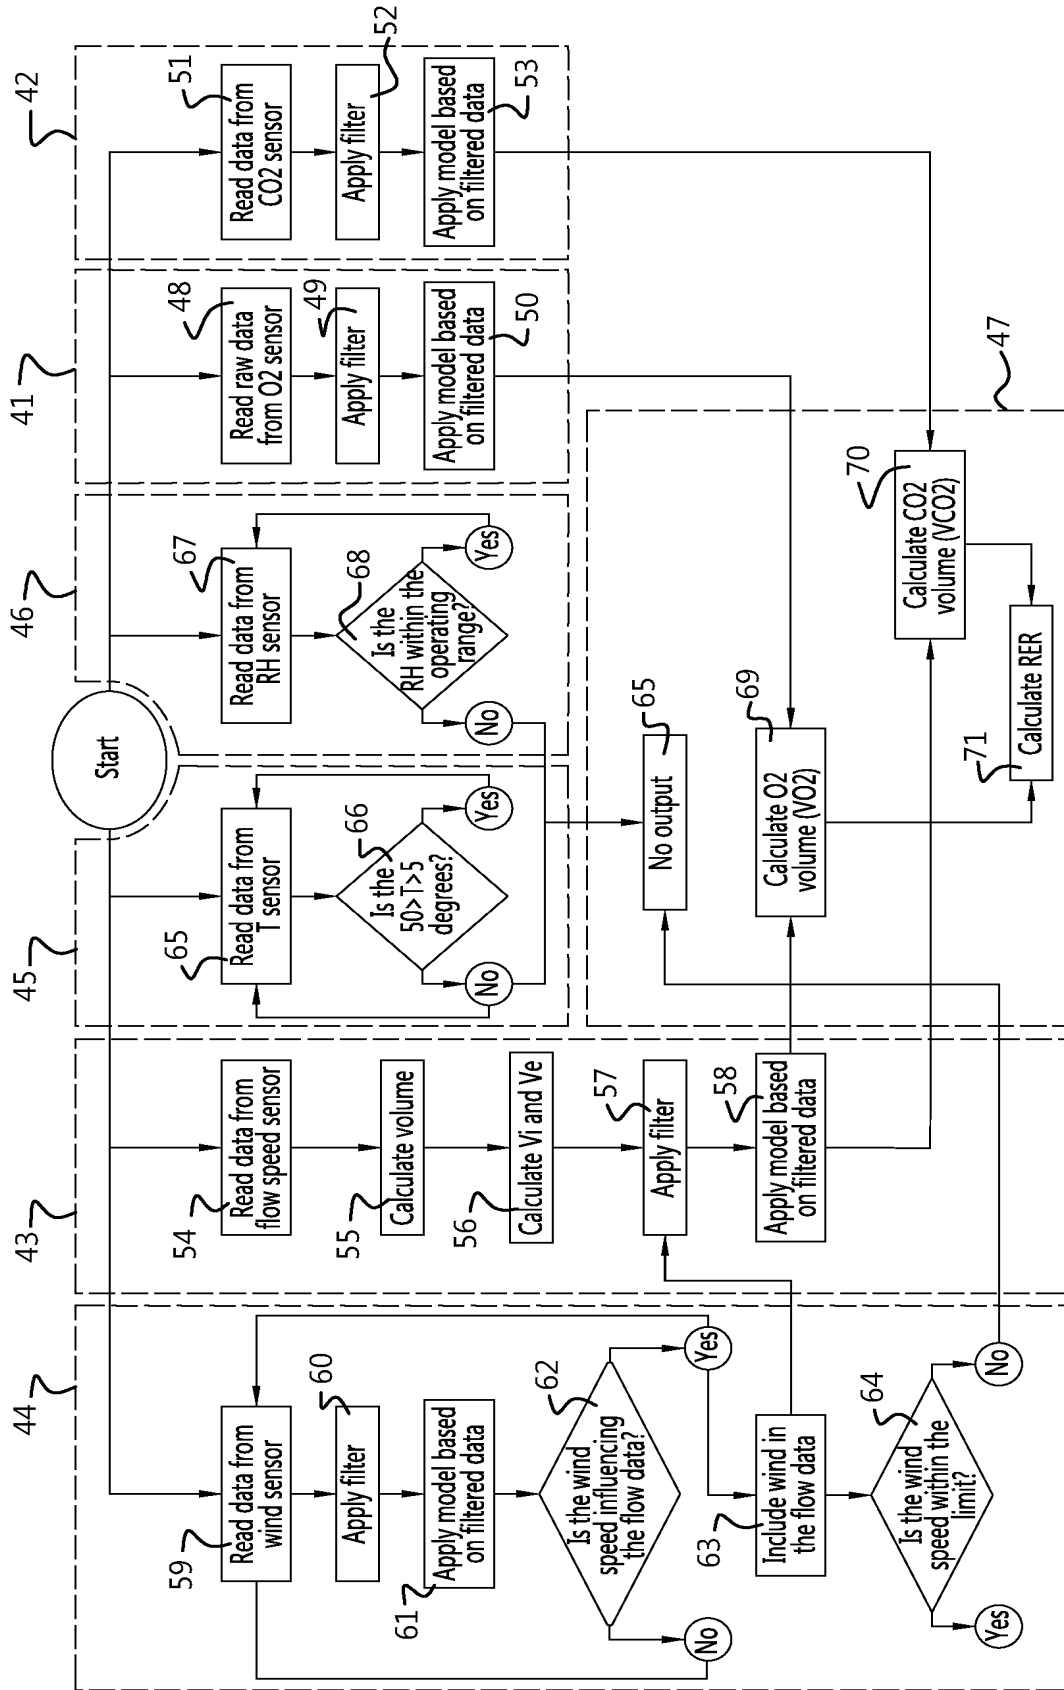 Start
44
59
Read data from
wind sensor
60
Apply filter
61
Apply model based
on filtered data
62
Is the wind
speed influencing
the flow data?
Yes
No
63
Include wind in
the flow data
64
Is the wind
speed within the
limit?
Yes
No
43
54
Read data from
flow speed sensor
55
Calculate volume
56
Calculate Vi and Ve
57
Apply filter
58
Apply model based
on filtered data
45
65
Read data from
T sensor
66
Is the
50>T>5
degrees?
Yes
No
46
67
Read data from
RH sensor
68
Is the
RH within the
operating
range?
Yes
No
41
48
Read raw data
from O2 sensor
49
Apply filter
50
Apply model based
on filtered data
42
51
Read data from
CO2 sensor
52
Apply filter
53
Apply model based
on filtered data
47
65
No output
69
Calculate O2
volume (VO2)
70
Calculate CO2
volume (VCO2)
71
Calculate RER